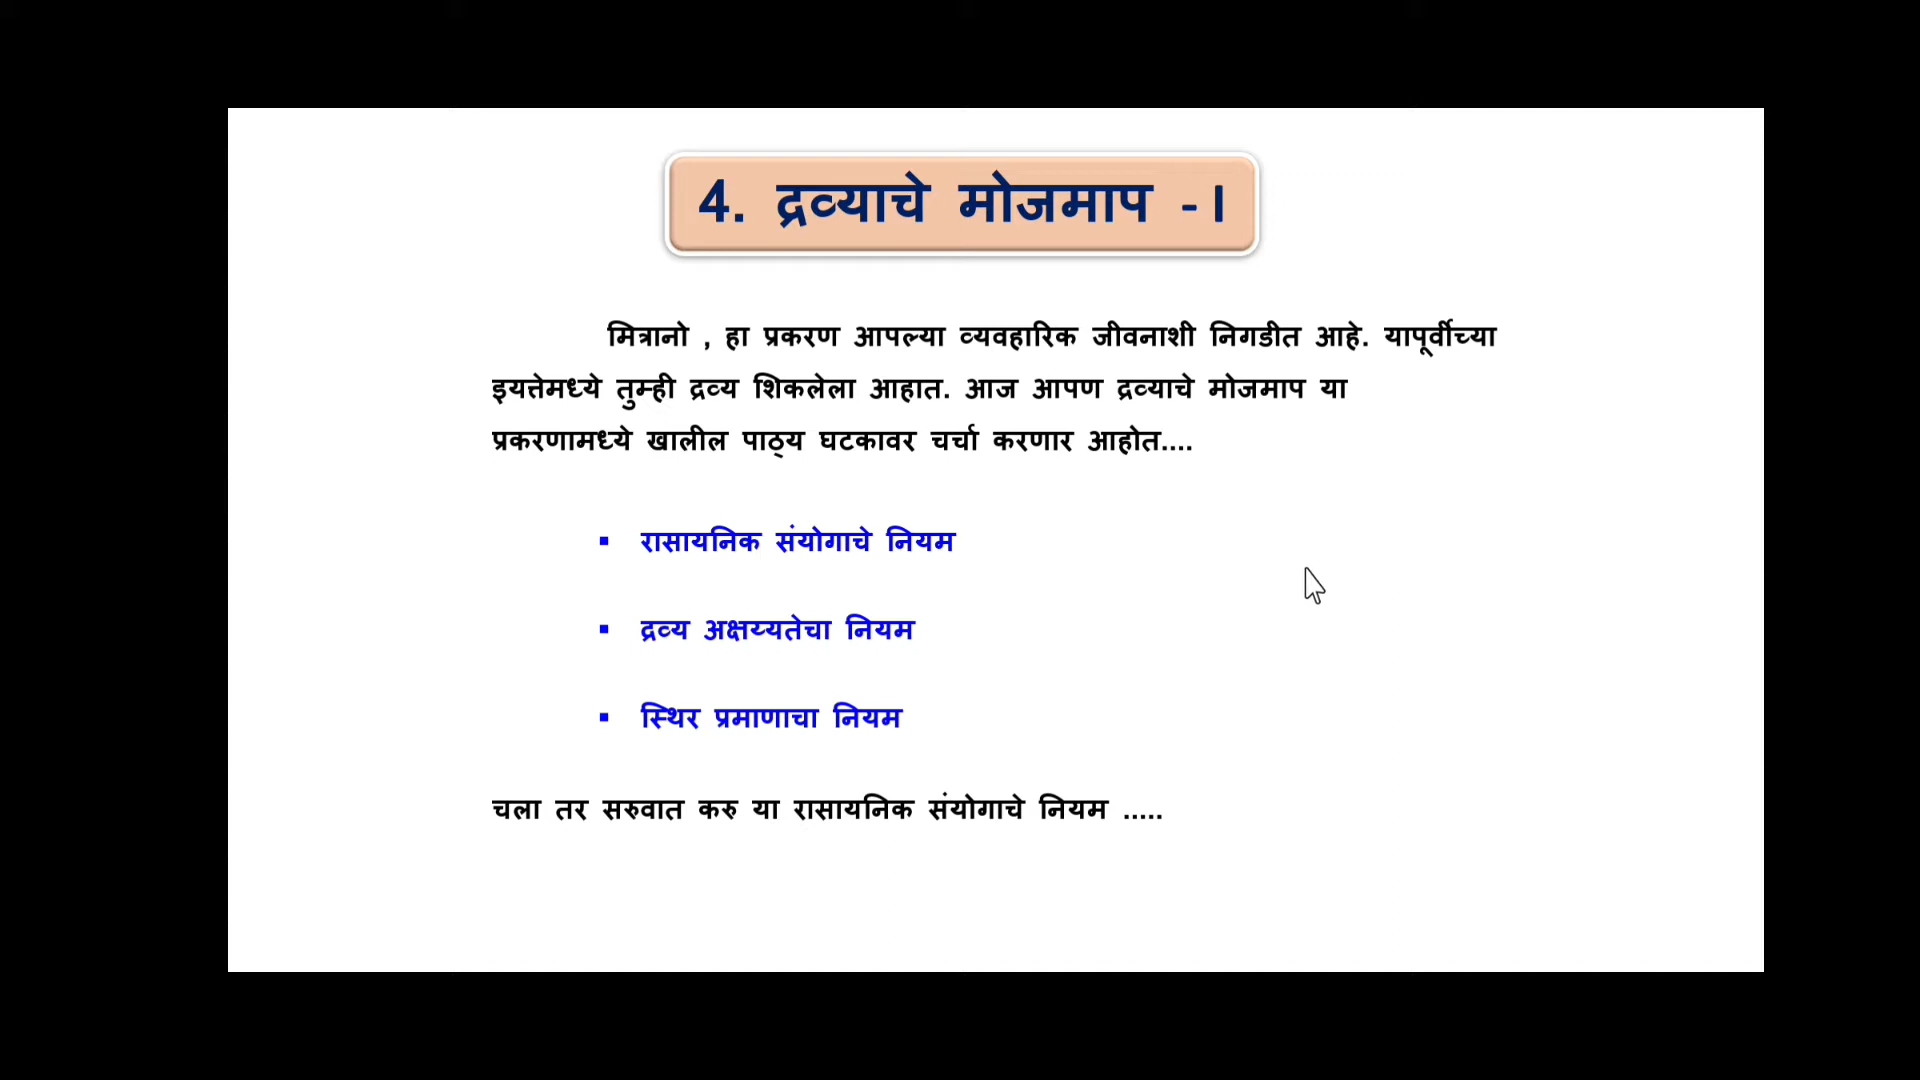 4. द्रव्याचे मोजमाप - I
मित्रानो , हा प्रकरण आपल्या व्यवहारिक जीवनाशी निगडीत आहे. यापूर्वीच्या
इयत्तेमध्ये तुम्ही द्रव्य शिकलेला आहात. आज आपण द्रव्याचे मोजमाप या
प्रकरणामध्ये खालील पाठ्य घटकावर चर्चा करणार आहोत....
▪ रासायनिक संयोगाचे नियम
▪ द्रव्य अक्षय्यतेचा नियम
▪ स्थिर प्रमाणाचा नियम
चला तर सरुवात करु या रासायनिक संयोगाचे नियम .....